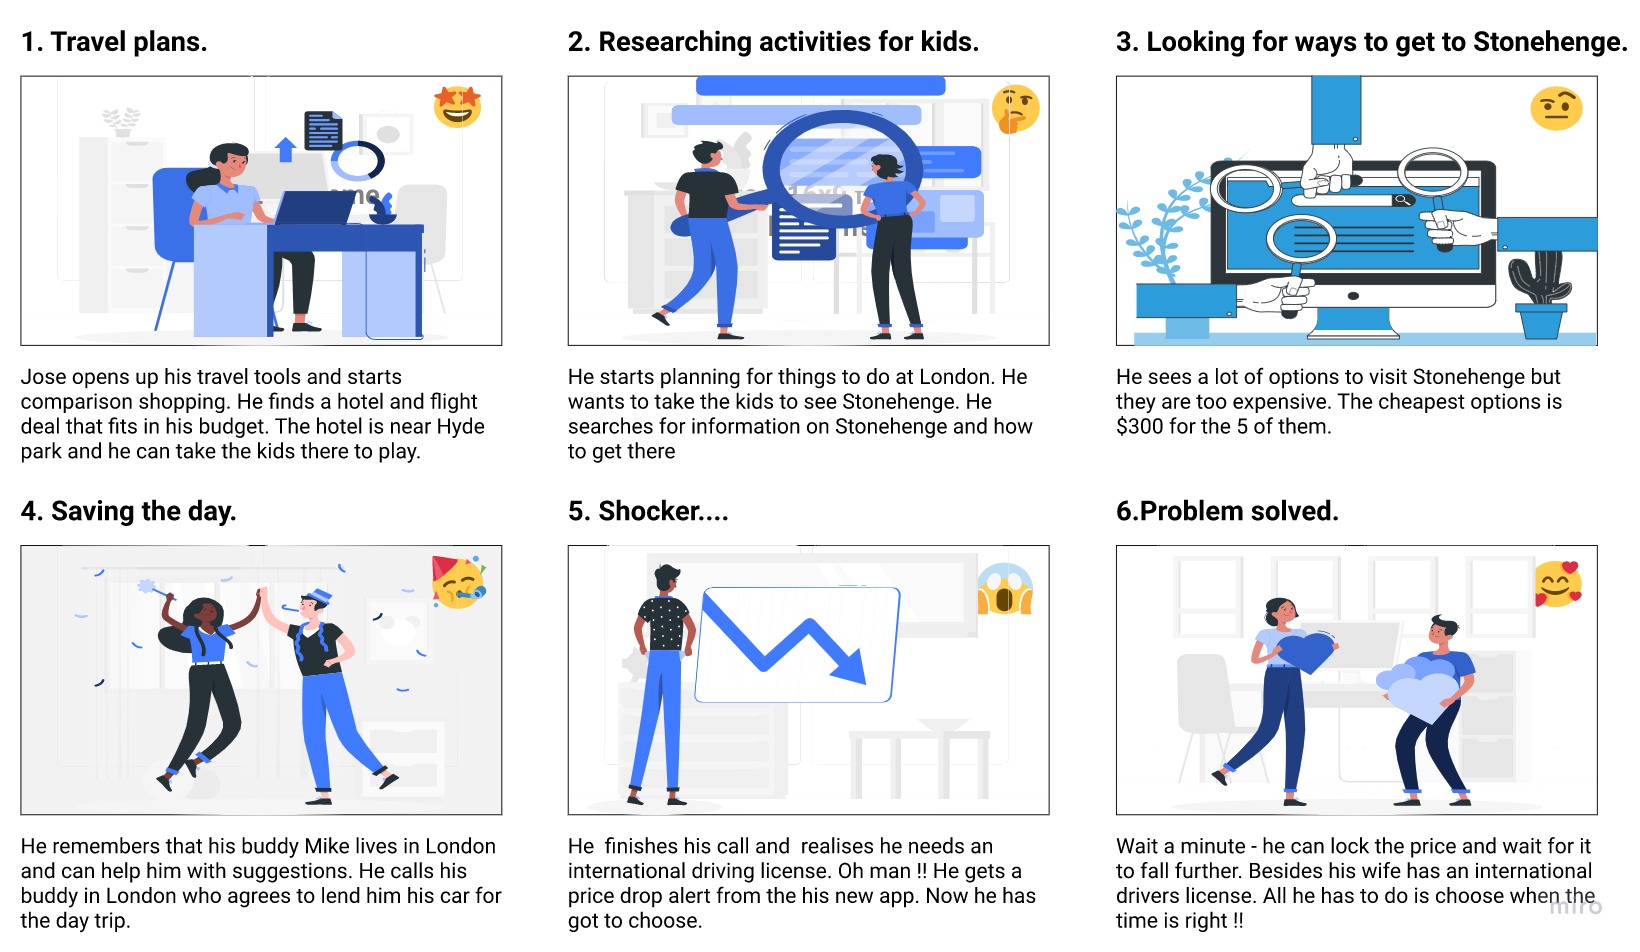 1. Travel plans.
ome
Jose opens up his travel tools and starts
comparison shopping. He finds a hotel and flight
deal that fits in his budget. The hotel is near Hyde
park and he can take the kids there to play.
2. Researching activities for kids.
16x9
He starts planning for things to do at London. He
wants to take the kids to see Stonehenge. He
searches for information on Stonehenge and how
to get there
3. Looking for ways to get to Stonehenge.
He sees a lot of options to visit Stonehenge but
they are too expensive. The cheapest options is
$300 for the 5 of them.
4. Saving the day.
He remembers that his buddy Mike lives in London
and can help him with suggestions. He calls his
buddy in London who agrees to lend him his car for
the day trip.
5. Shocker....
He  finishes his call and  realises he needs an
international driving license. Oh man !! He gets a
price drop alert from the his new app. Now he has
got to choose.
6.Problem solved.
Wait a minute - he can lock the price and wait for it
to fall further. Besides his wife has an international
drivers license. All he has to do is choose when the
time is right !!
miro